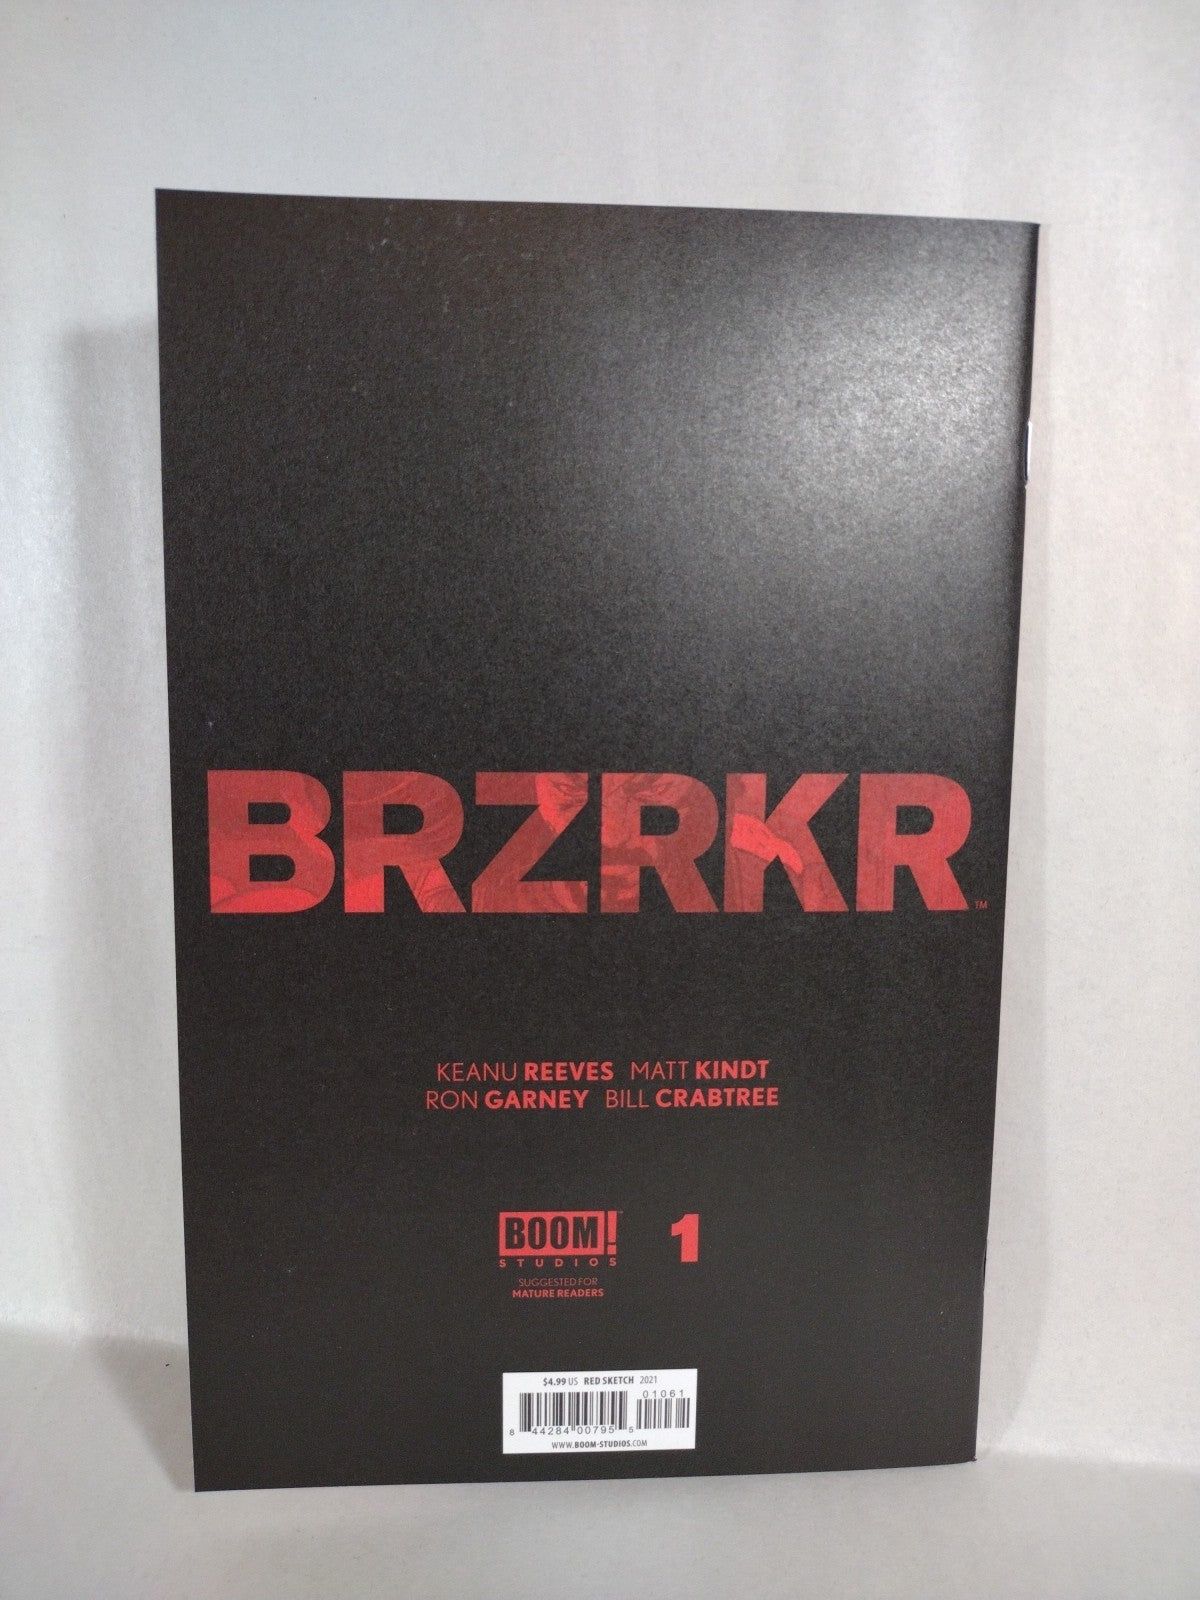 BRZRKR™
KEANU REEVES MATT KINDT
RON GARNEY BILL CRABTREE
BOOM!™ 1
STUDIOS
SUGGESTED FOR
MATURE READERS
$4.99 US RED SKETCH 2021
01061
8 44284 00795 5
WWW.BOOM-STUDIOS.COM